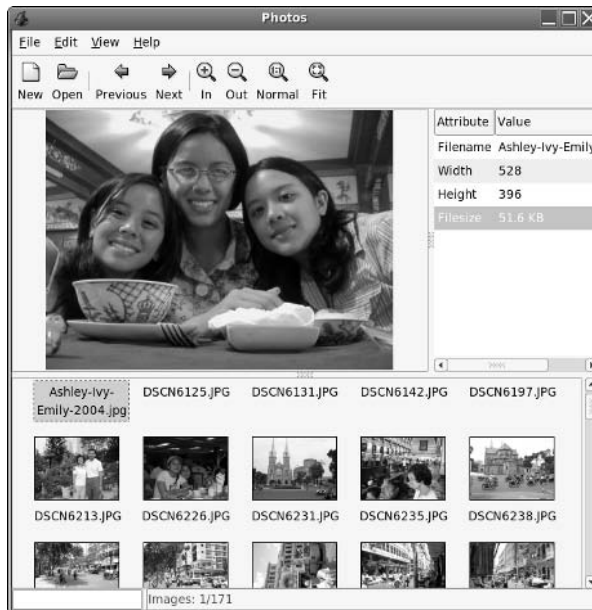 Photos
File Edit View Help
New Open Previous Next In Out Normal Fit
Attribute Value
Filename Ashley-Ivy-Emily
Width 528
Height 396
Filesize 51.6 KB
Ashley-Ivy-
Emily-2004.jpg
DSCN6125.JPG DSCN6131.JPG DSCN6142.JPG DSCN6197.JPG
DSCN6213.JPG DSCN6226.JPG DSCN6231.JPG DSCN6235.JPG DSCN6238.JPG
Images: 1/171